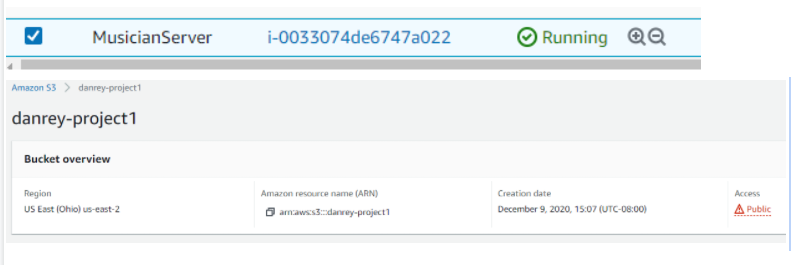 MusicianServer i-0033074de6747a022 Running
Amazon S3 > danrey-project1
danrey-project1
Bucket overview
Region Amazon resource name (ARN) Creation date Access
US East (Ohio) us-east-2 arn:aws:s3:::danrey-project1 December 9, 2020, 15:07 (UTC-08:00) Public